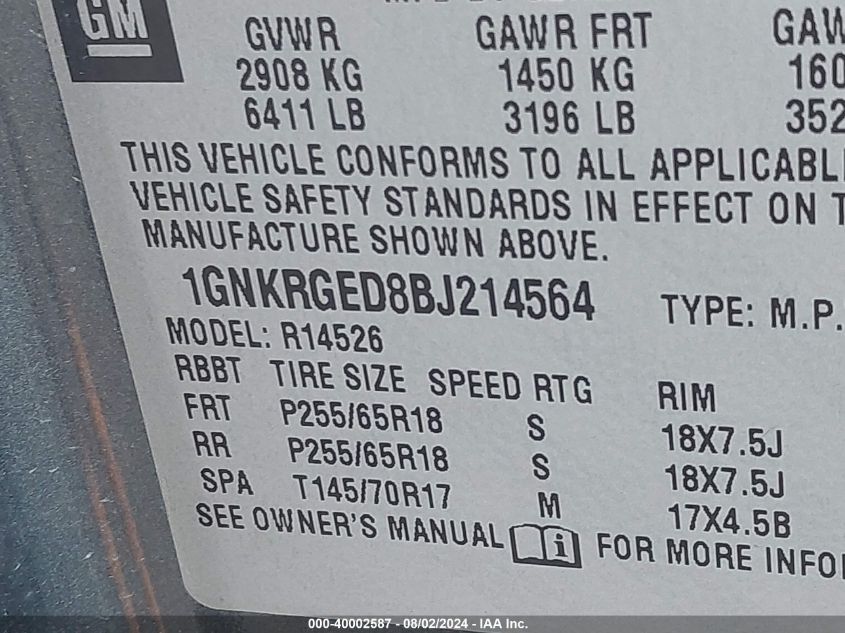 GM
GVWR GAWR FRT GAW
2908 KG 1450 KG 160
6411 LB 3196 LB 352
THIS VEHICLE CONFORMS TO ALL APPLICABL
VEHICLE SAFETY STANDARDS IN EFFECT ON T
MANUFACTURE SHOWN ABOVE.
1GNKRGED8BJ214564 TYPE: M.P.
MODEL: R14526
RBBT TIRE SIZE SPEED RTG RIM
FRT P255/65R18 S 18X7.5J
RR P255/65R18 S 18X7.5J
SPA T145/70R17 M 17X4.5B
SEE OWNER'S MANUAL i FOR MORE INFO
000-40002587 - 08/02/2024 - IAA Inc.